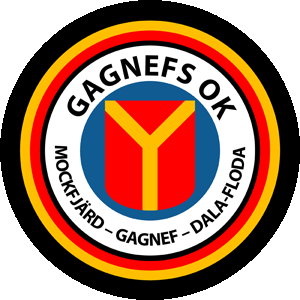 GAGNEFS OK
MOCKFJÄRD – GAGNEF – DALA-FLODA